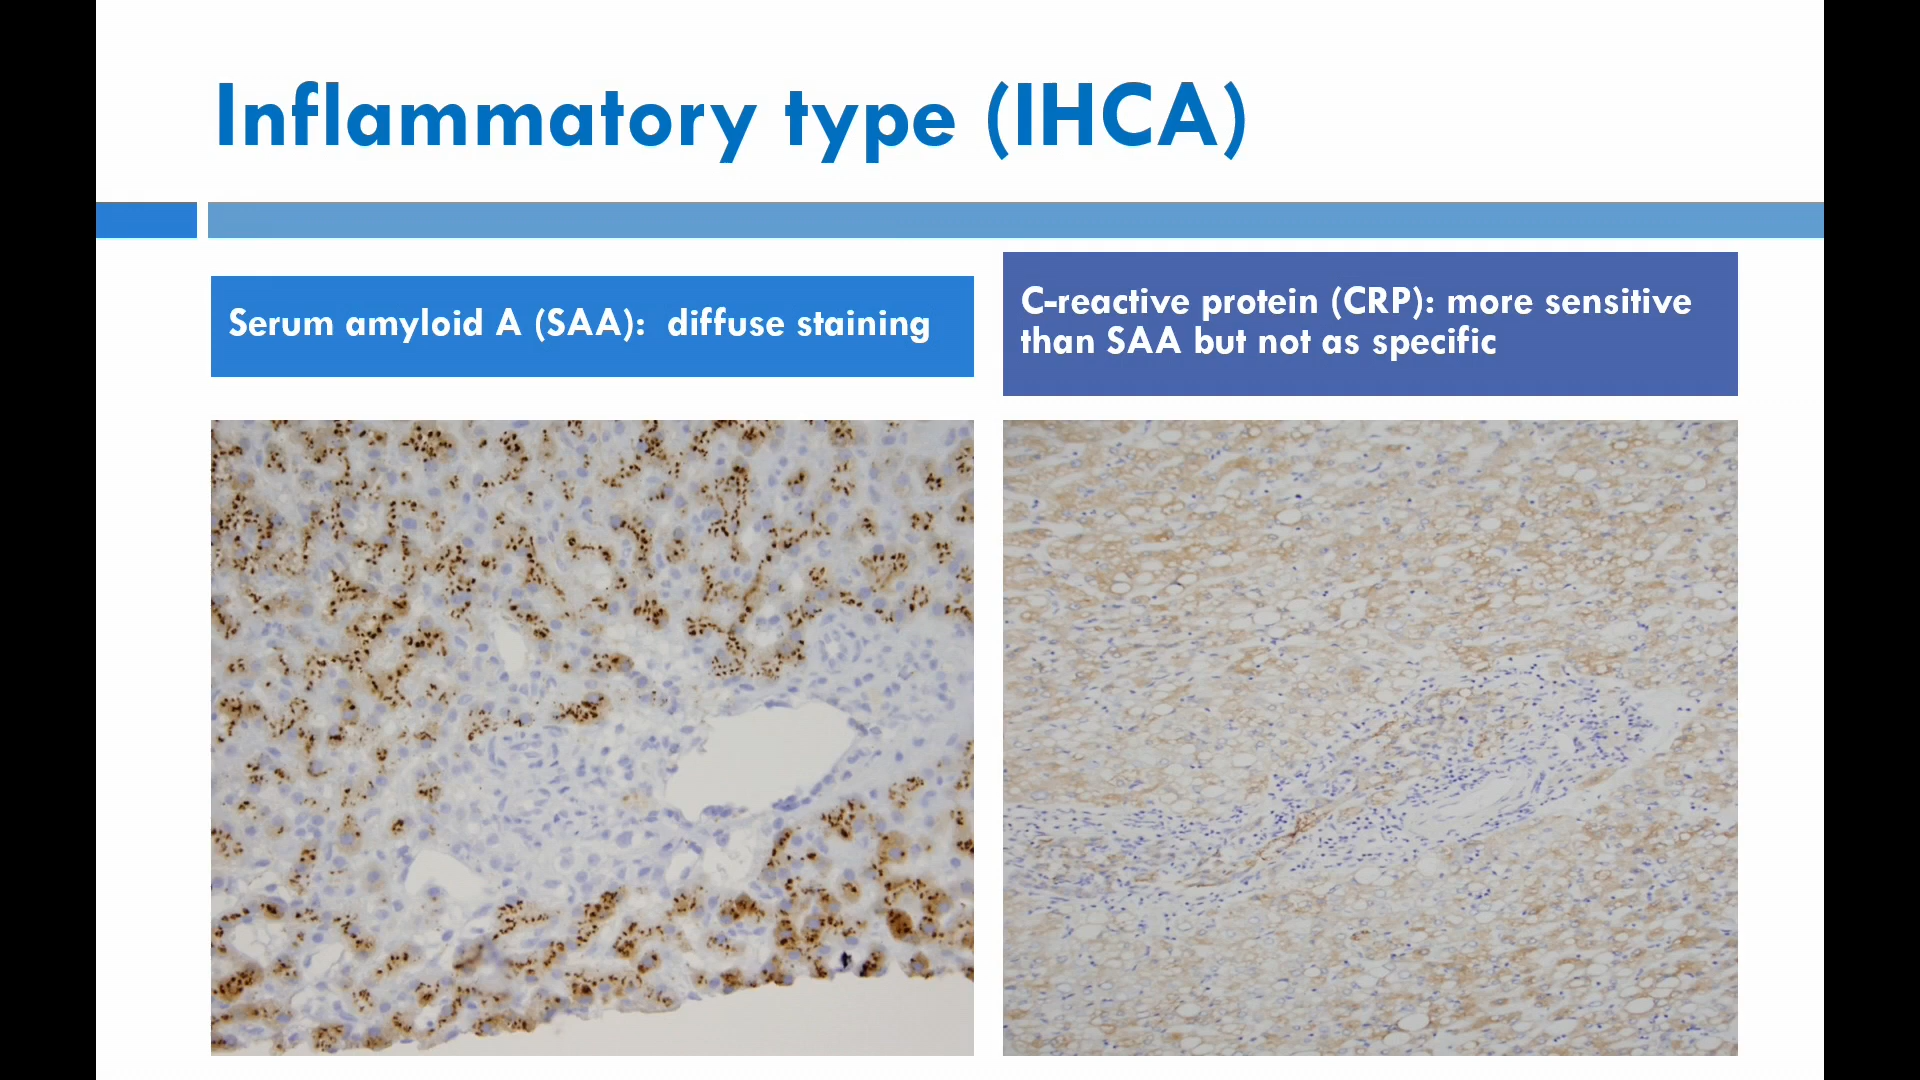 Inflammatory type (IHCA)
Serum amyloid A (SAA):  diffuse staining
C-reactive protein (CRP): more sensitive
than SAA but not as specific